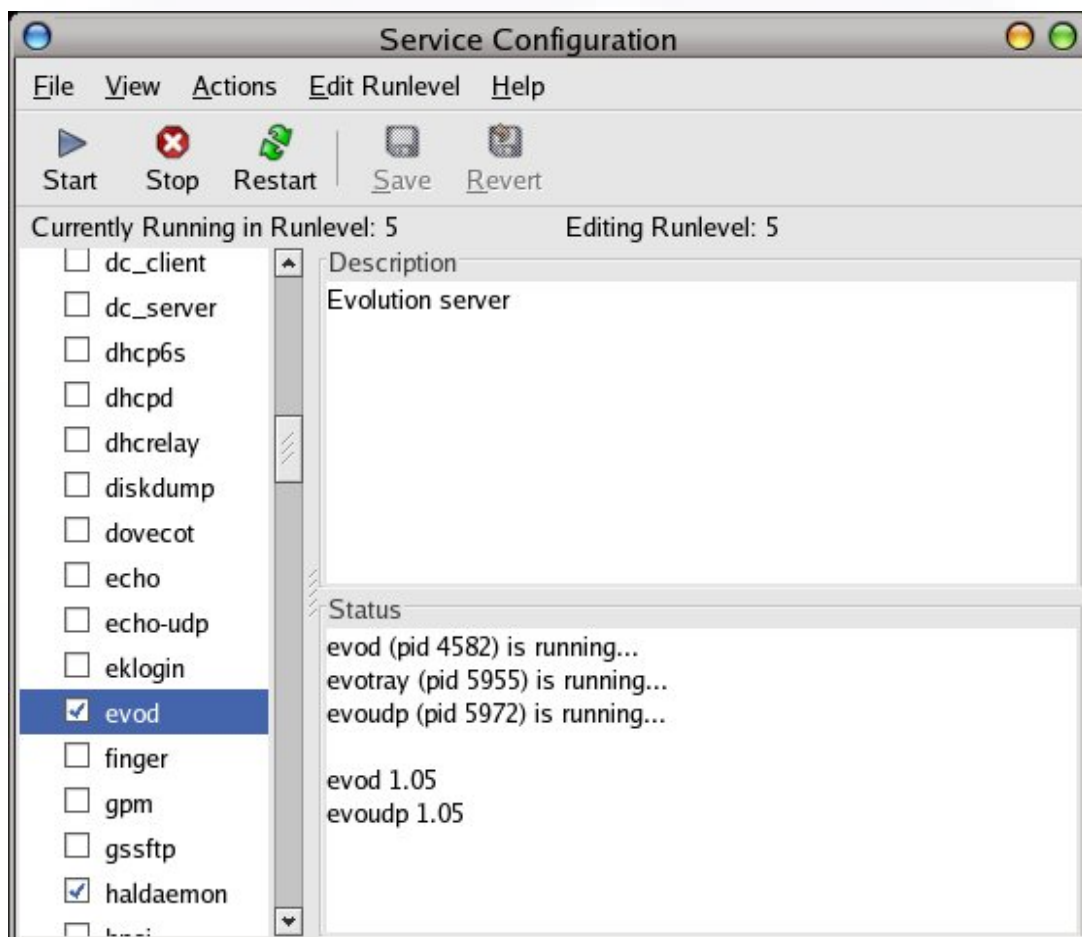 Service Configuration
File View Actions Edit Runlevel Help
Start Stop Restart Save Revert
Currently Running in Runlevel: 5 Editing Runlevel: 5
dc_client
dc_server
dhcp6s
dhcpd
dhcrelay
diskdump
dovecot
echo
echo-udp
eklogin
evod
finger
gpm
gssftp
haldaemon
Description
Evolution server
Status
evod (pid 4582) is running...
evotray (pid 5955) is running...
evoudp (pid 5972) is running...
evod 1.05
evoudp 1.05